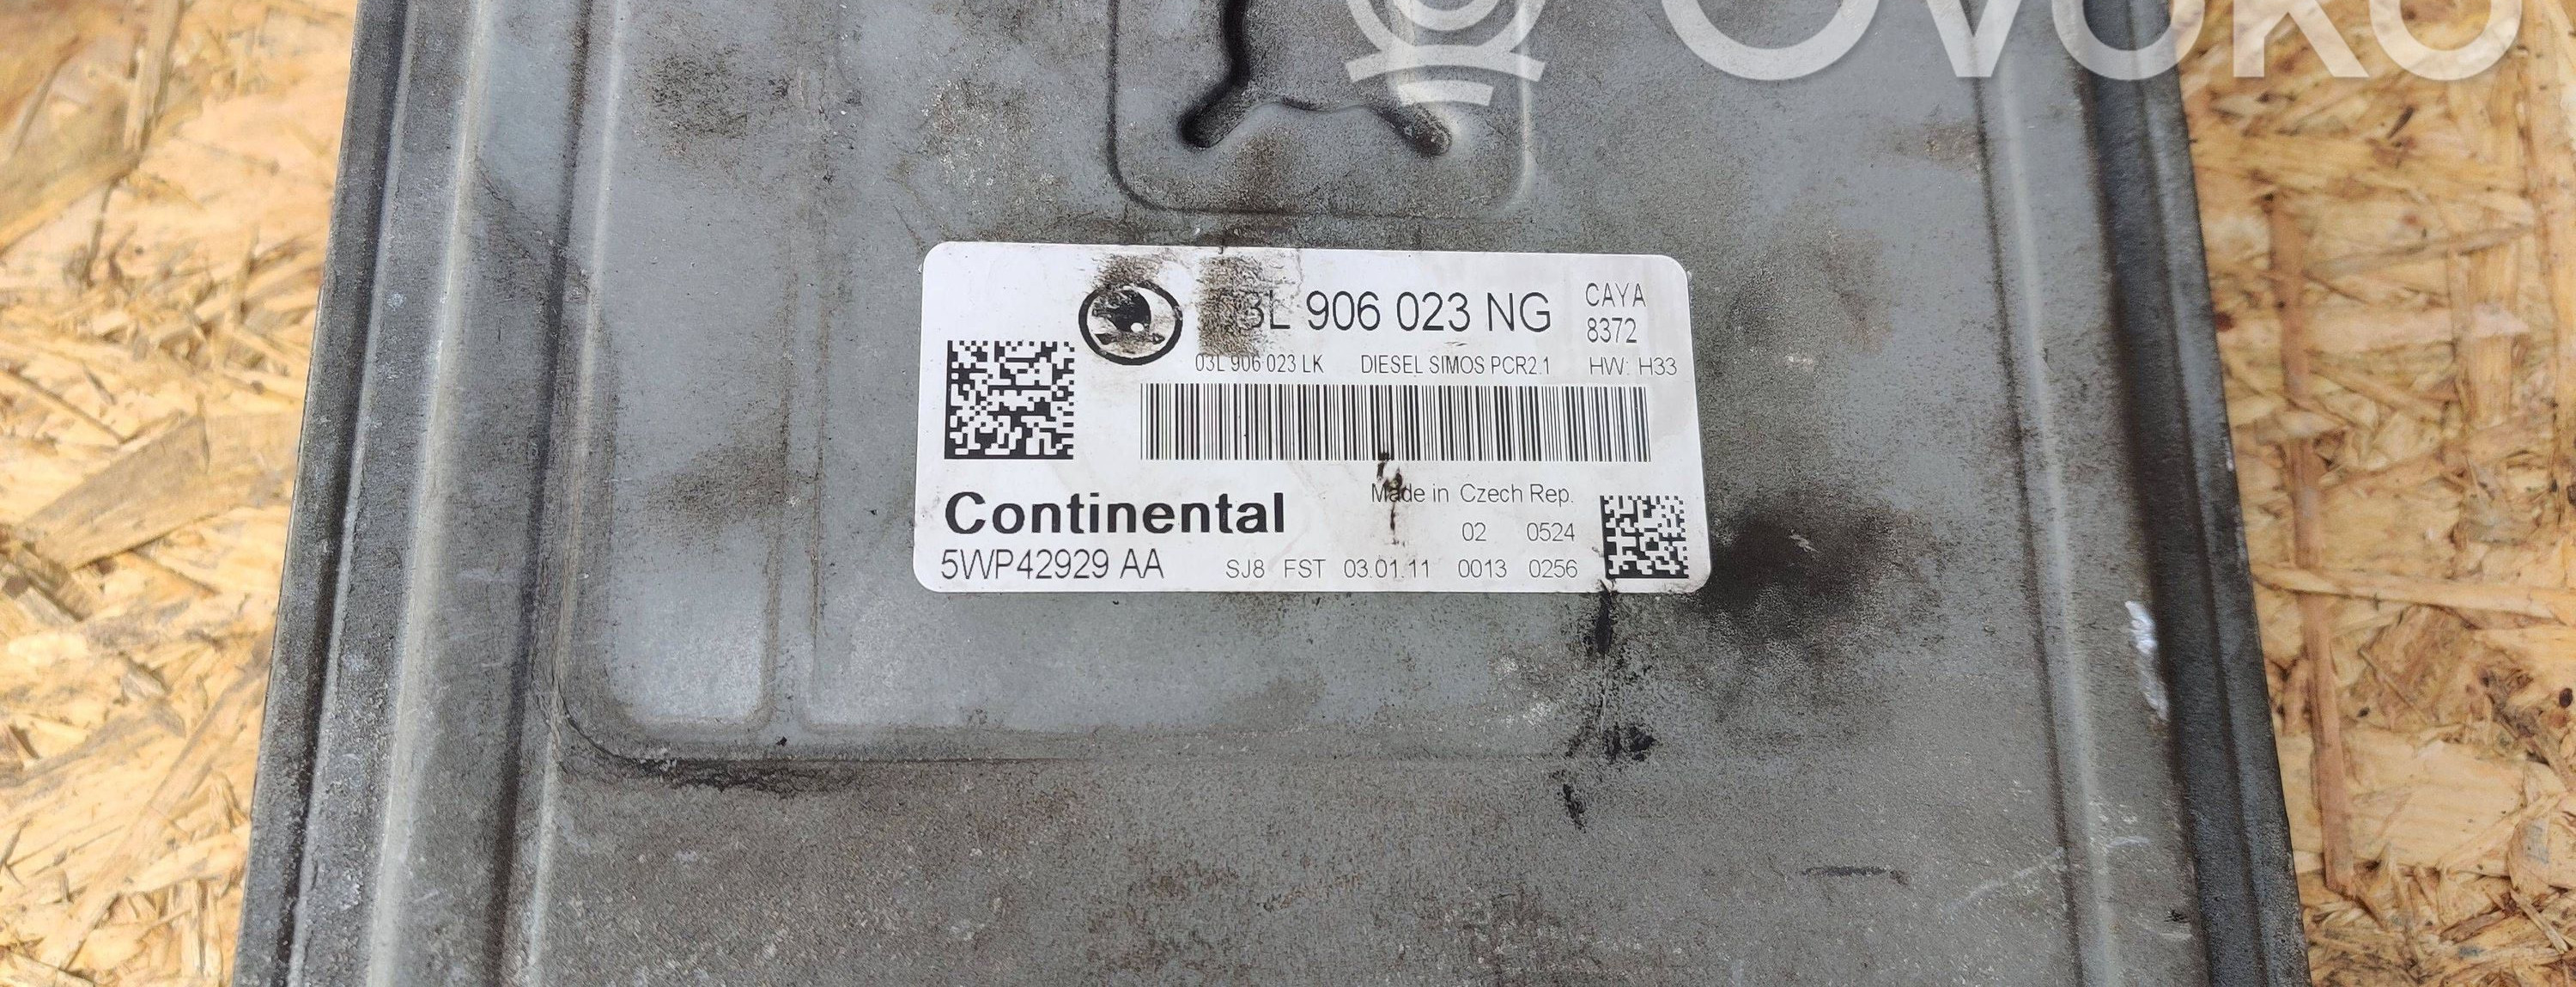 OVOKO
03L 906 023 NG
CAYA
8372
03L 906 023 LK DIESEL SIMOS PCR2.1 HW: H33
Continental
Made in Czech Rep.
02 0524
5WP42929 AA SJ8 FST 03.01.11 0013 0256